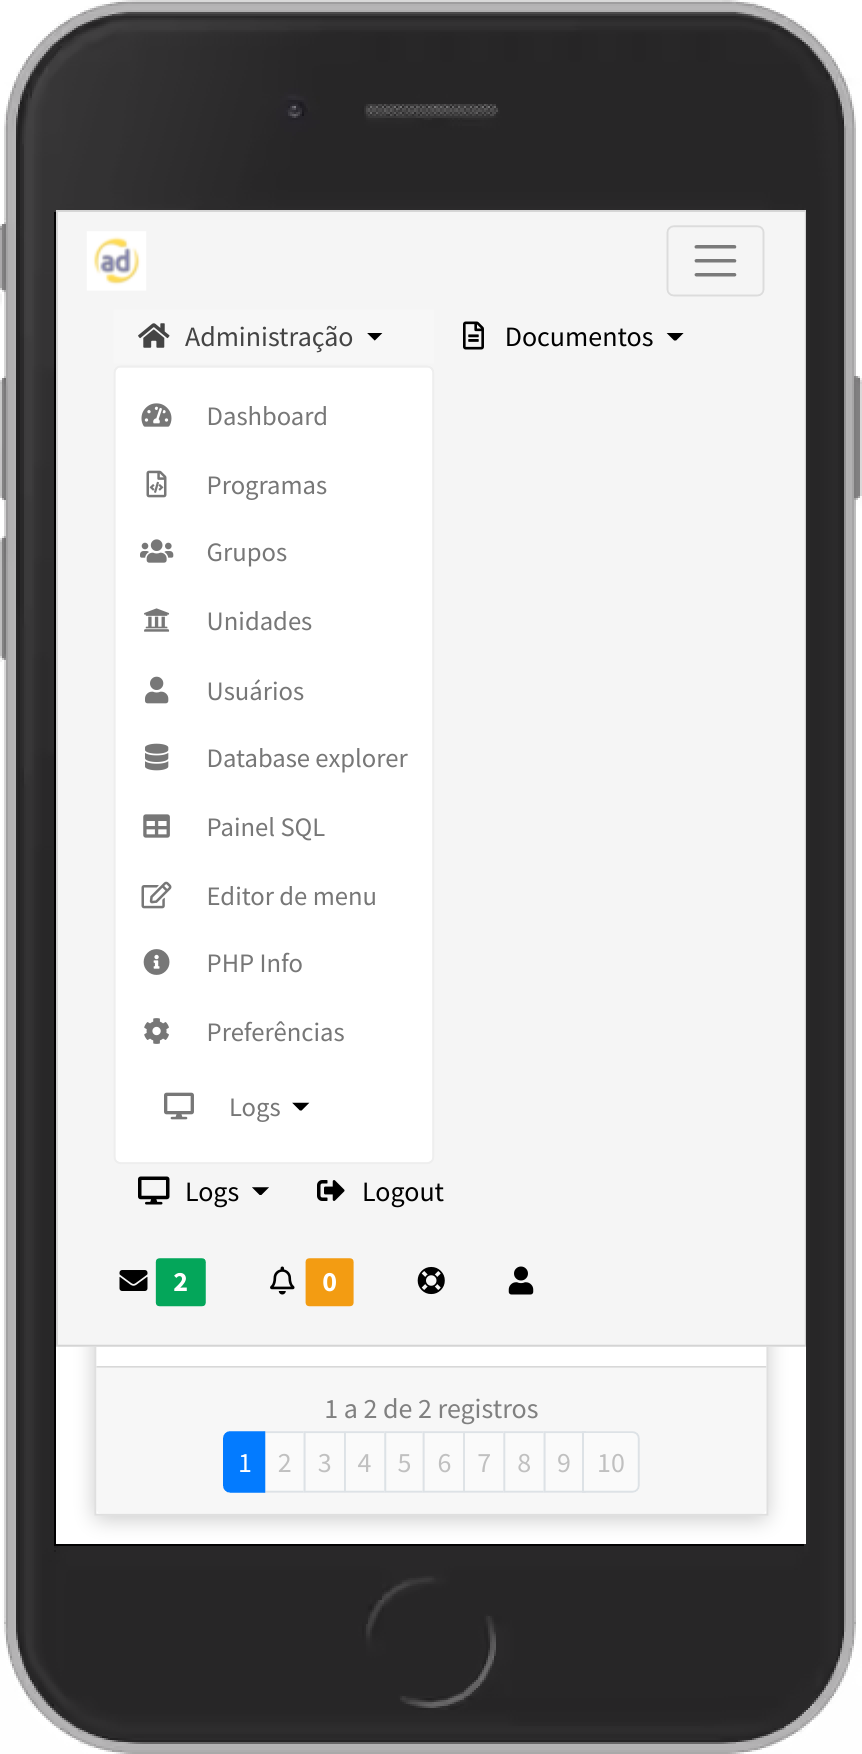 ad
Administração Documentos
Dashboard
Programas
Grupos
Unidades
Usuários
Database explorer
Painel SQL
Editor de menu
PHP Info
Preferências
Logs
Logs Logout
2 0
1 a 2 de 2 registros
1 2 3 4 5 6 7 8 9 10